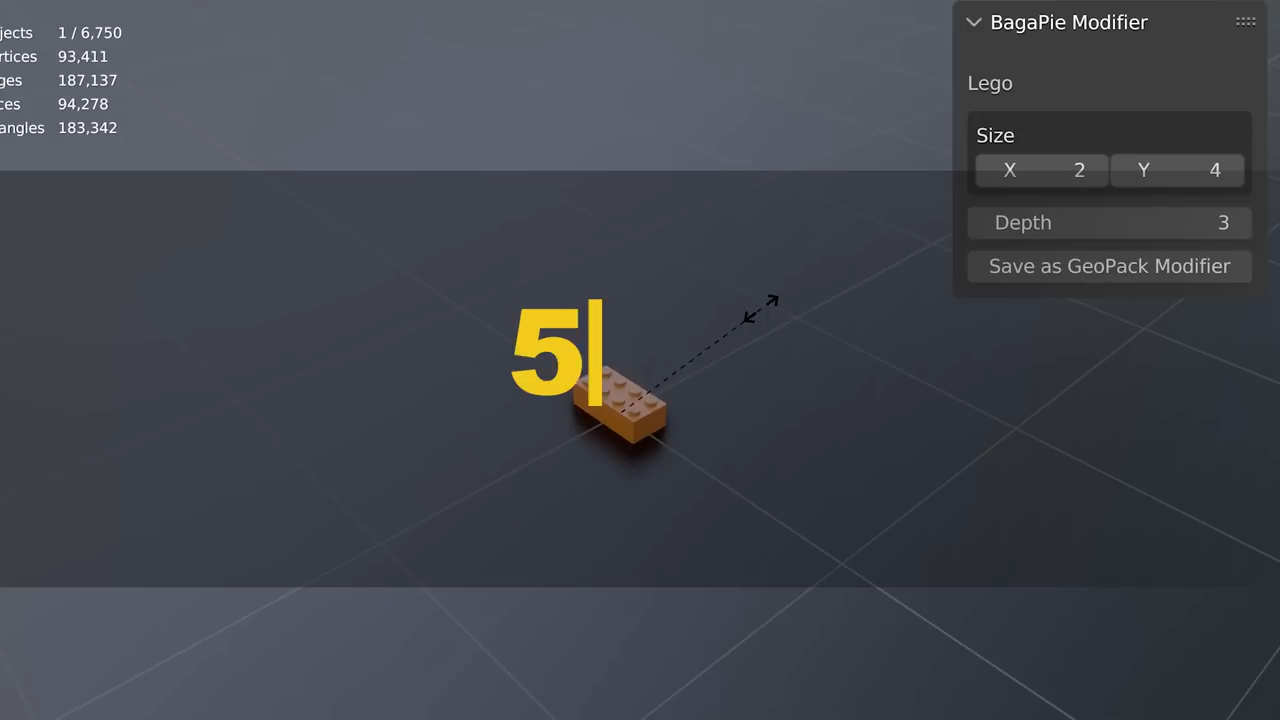 jects 1 / 6,750
rtices 93,411
ges 187,137
ces 94,278
angles 183,342
BagaPie Modifier
Lego
Size
X 2 Y 4
Depth 3
Save as GeoPack Modifier
5